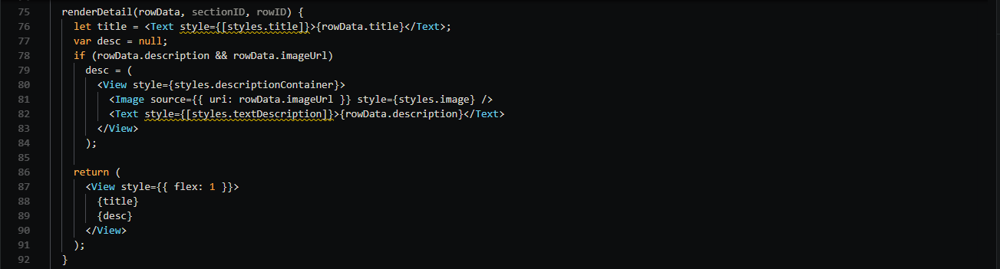 75 renderDetail(rowData, sectionID, rowID) {
76 let title = <Text style={[styles.title]}>{rowData.title}</Text>;
77 var desc = null;
78 if (rowData.description && rowData.imageUrl)
79 desc = (
80 <View style={styles.descriptionContainer}>
81 <Image source={{ uri: rowData.imageUrl }} style={styles.image} />
82 <Text style={[styles.textDescription]}>{rowData.description}</Text>
83 </View>
84 );
85
86 return (
87 <View style={{ flex: 1 }}>
88 {title}
89 {desc}
90 </View>
91 );
92 }